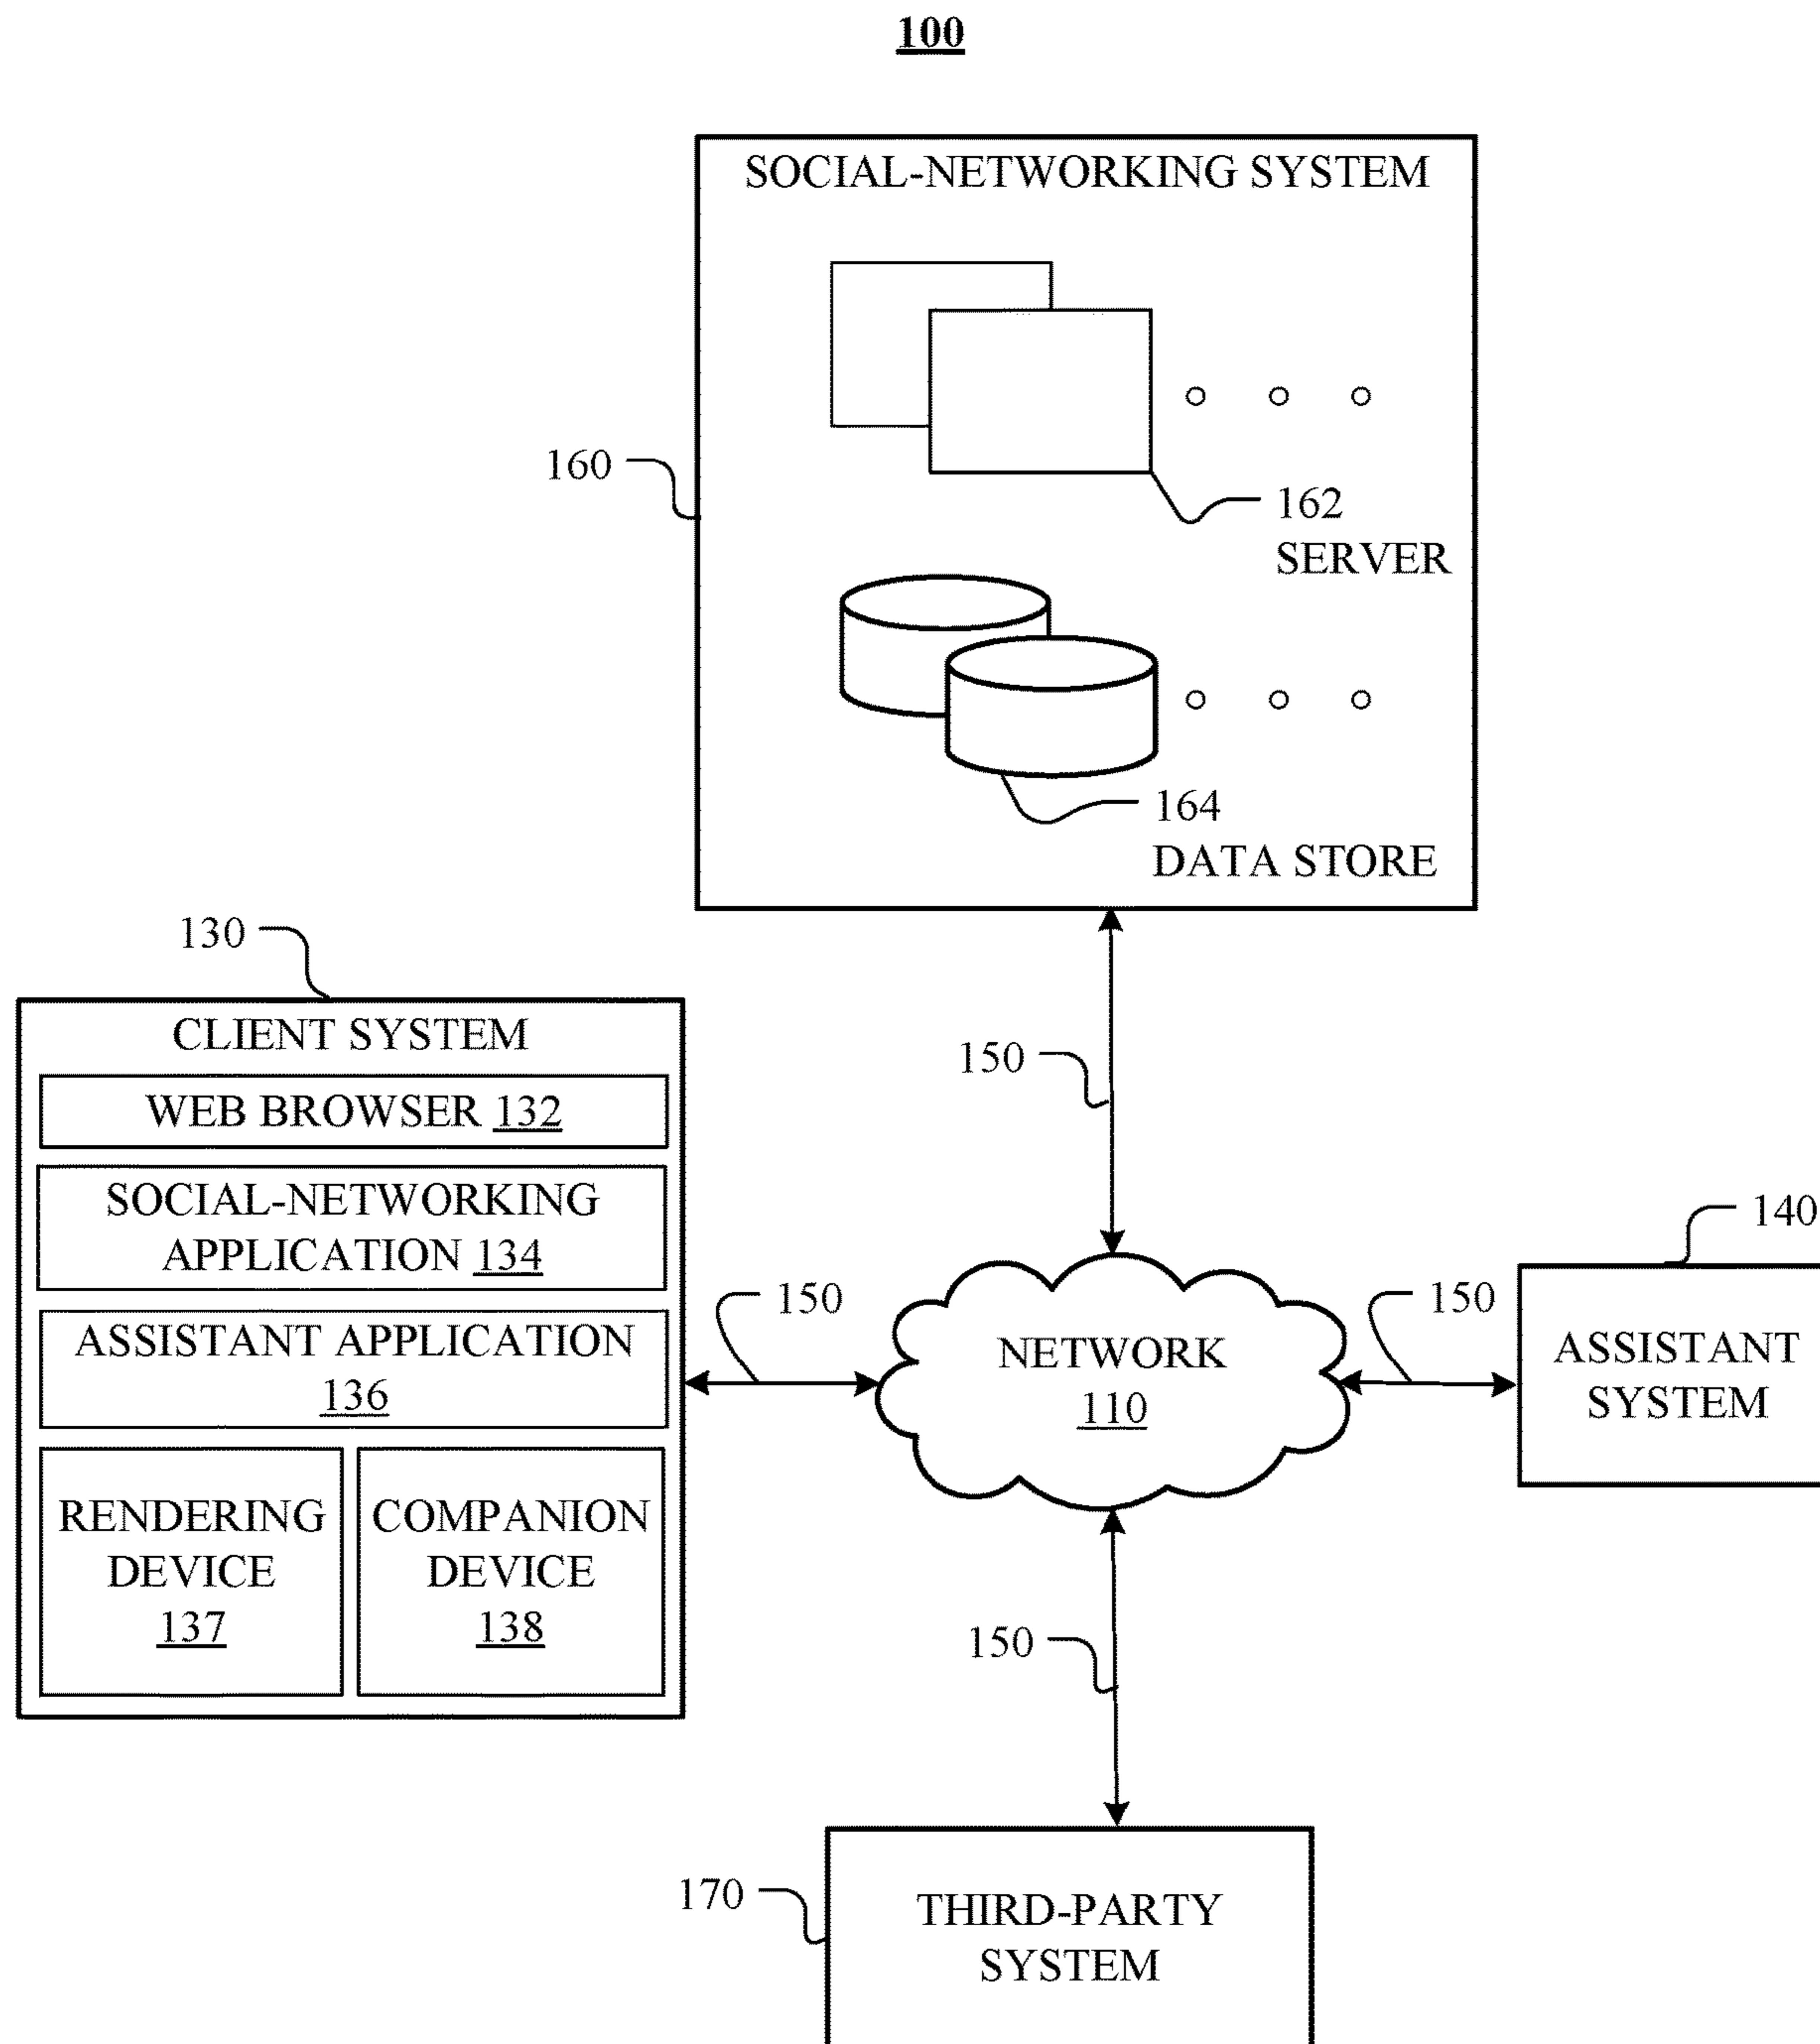 100
SOCIAL-NETWORKING SYSTEM
160
162
SERVER
164
DATA STORE
130
CLIENT SYSTEM
WEB BROWSER 132
SOCIAL-NETWORKING
APPLICATION 134
ASSISTANT APPLICATION
136
RENDERING
DEVICE
137
COMPANION
DEVICE
138
150
150
NETWORK
110
150
140
ASSISTANT
SYSTEM
150
170
THIRD-PARTY
SYSTEM